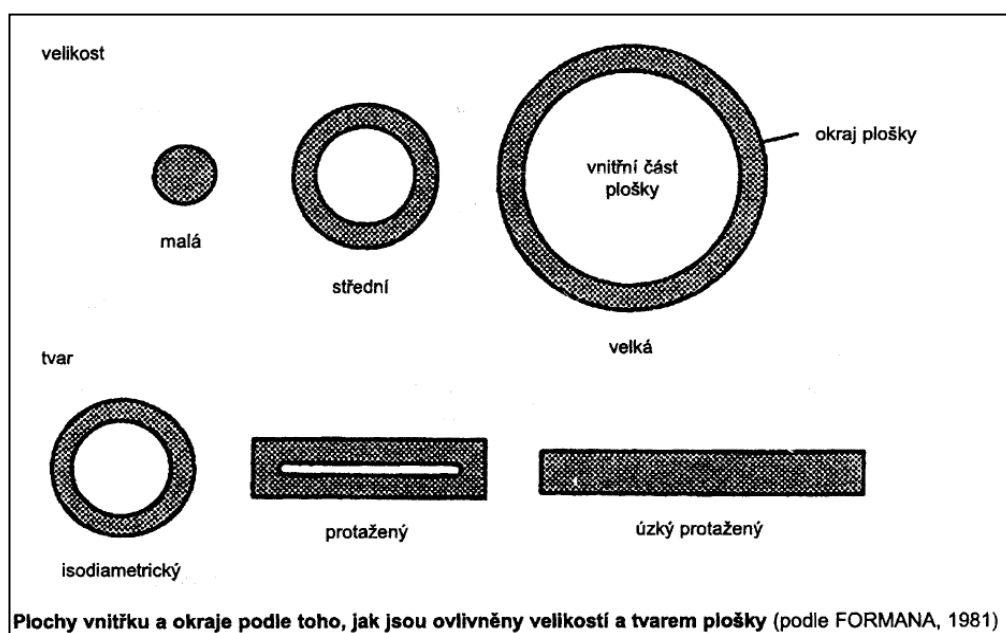 velikost
okraj plošky
vnitřní část
plošky
malá
střední
velká
tvar
protažený
úzký protažený
isodiametrický
Plochy vnitřku a okraje podle toho, jak jsou ovlivněny velikostí a tvarem plošky (podle FORMANA, 1981)